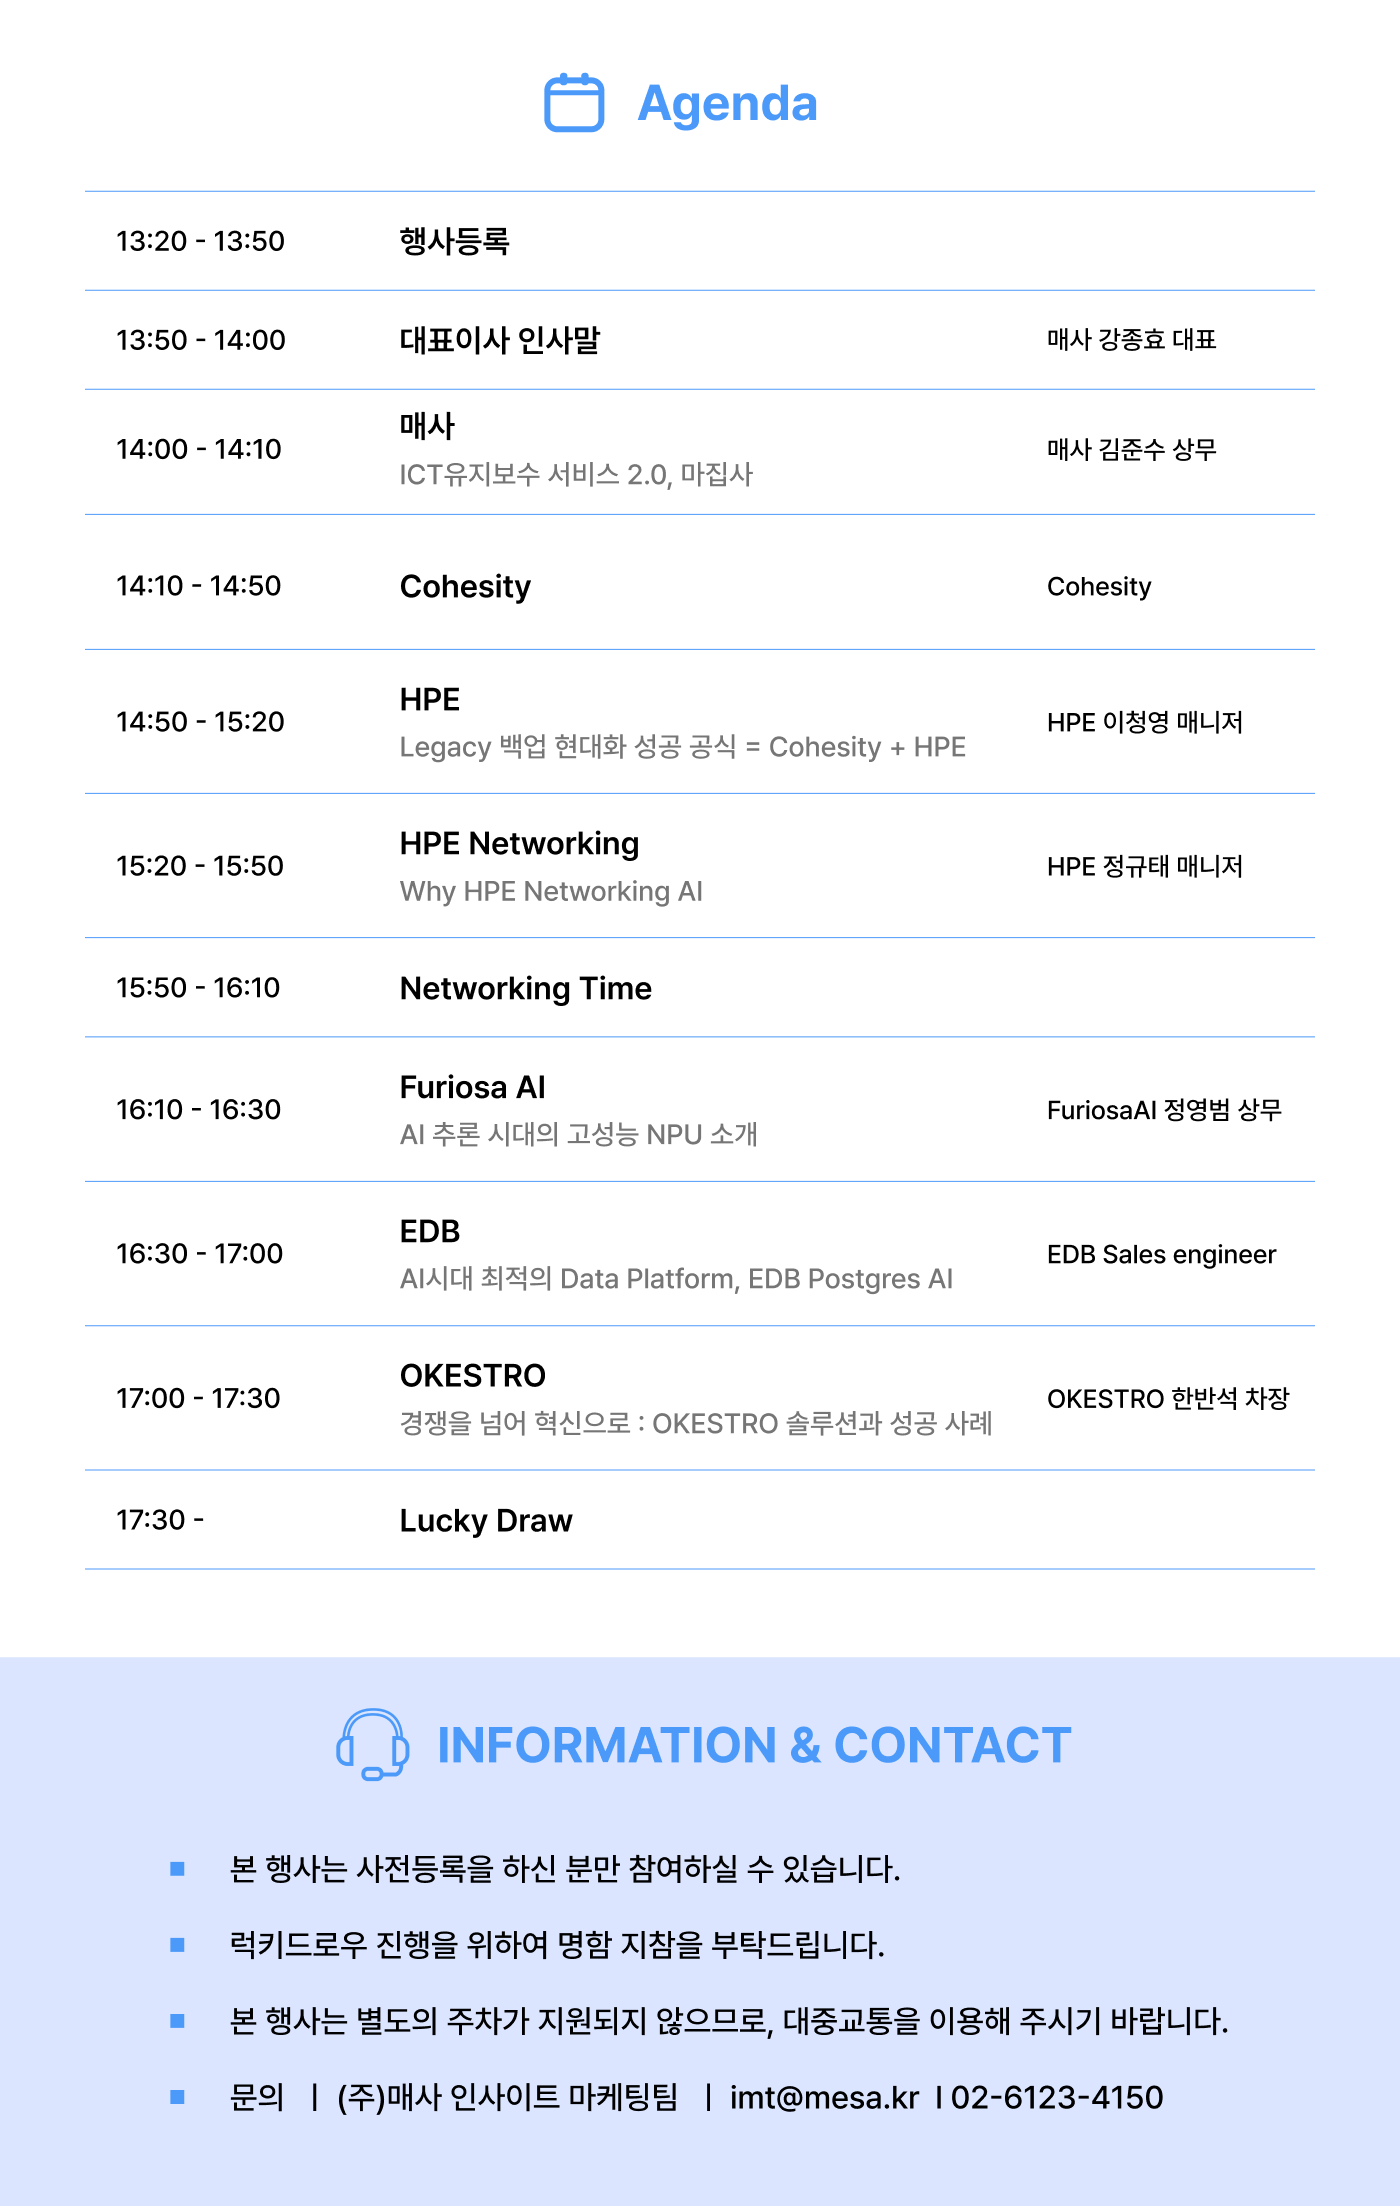 Agenda
13:20 - 13:50 행사등록
13:50 - 14:00 대표이사 인사말 매사 강종효 대표
14:00 - 14:10 매사 매사 김준수 상무
ICT유지보수 서비스 2.0, 마집사
14:10 - 14:50 Cohesity Cohesity
14:50 - 15:20 HPE HPE 이청영 매니저
Legacy 백업 현대화 성공 공식 = Cohesity + HPE
15:20 - 15:50 HPE Networking HPE 정규태 매니저
Why HPE Networking AI
15:50 - 16:10 Networking Time
16:10 - 16:30 Furiosa AI FuriosaAI 정영범 상무
AI 추론 시대의 고성능 NPU 소개
16:30 - 17:00 EDB EDB Sales engineer
AI시대 최적의 Data Platform, EDB Postgres AI
17:00 - 17:30 OKESTRO OKESTRO 한반석 차장
경쟁을 넘어 혁신으로 : OKESTRO 솔루션과 성공 사례
17:30 - Lucky Draw
INFORMATION & CONTACT
본 행사는 사전등록을 하신 분만 참여하실 수 있습니다.
럭키드로우 진행을 위하여 명함 지참을 부탁드립니다.
본 행사는 별도의 주차가 지원되지 않으므로, 대중교통을 이용해 주시기 바랍니다.
문의 ㅣ (주)매사 인사이트 마케팅팀 ㅣ imt@mesa.kr ㅣ 02-6123-4150